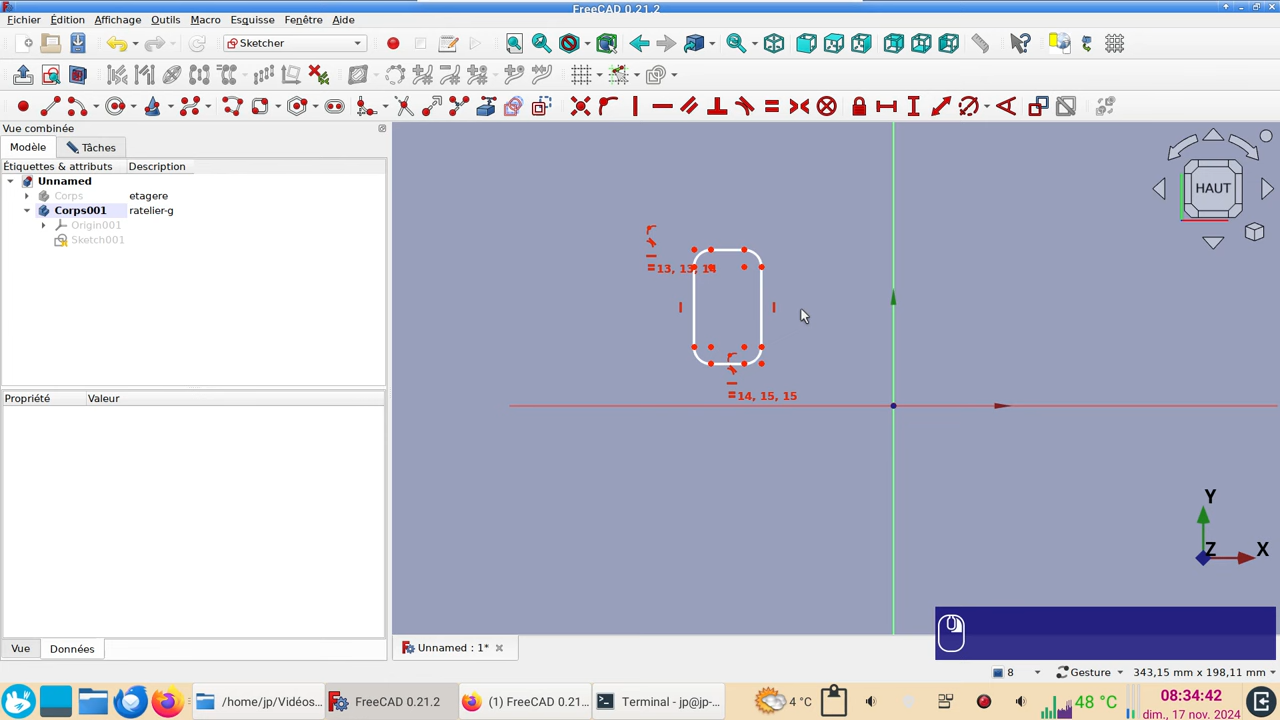 FreeCAD 0.21.2
Fichier Édition Affichage Outils Macro Esquisse Fenêtre Aide
Sketcher
Vue combinée
Modèle Tâches
Étiquettes & attributs Description
Unnamed
Corps etagere
Corps001 ratelier-g
Origin001
Sketch001
HAUT
13, 13, 14
14, 15, 15
Propriété Valeur
Y
Z X
Vue Données
Unnamed : 1*
8 Gesture 343,15 mm × 198,11 mm
/home/jp/Vidéos... FreeCAD 0.21.2 (1) FreeCAD 0.21.... Terminal - jp@jp-... 4 °C 48 °C 08:34:42
dim., 17 nov. 2024